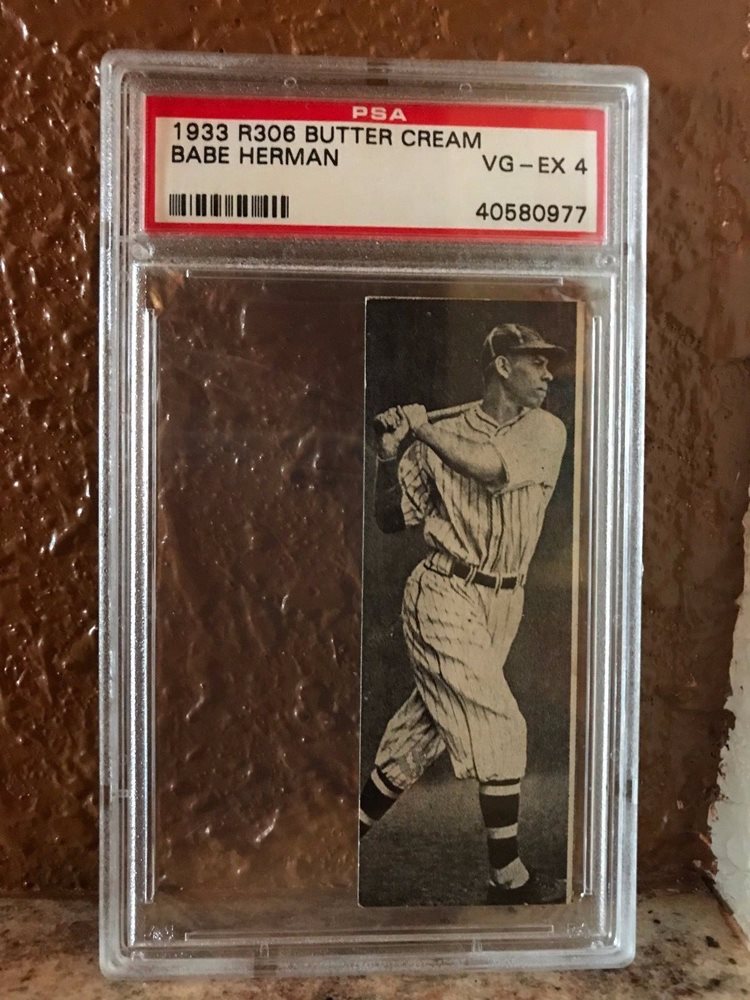 PSA
1933 R306 BUTTER CREAM
BABE HERMAN
VG-EX 4
40580977